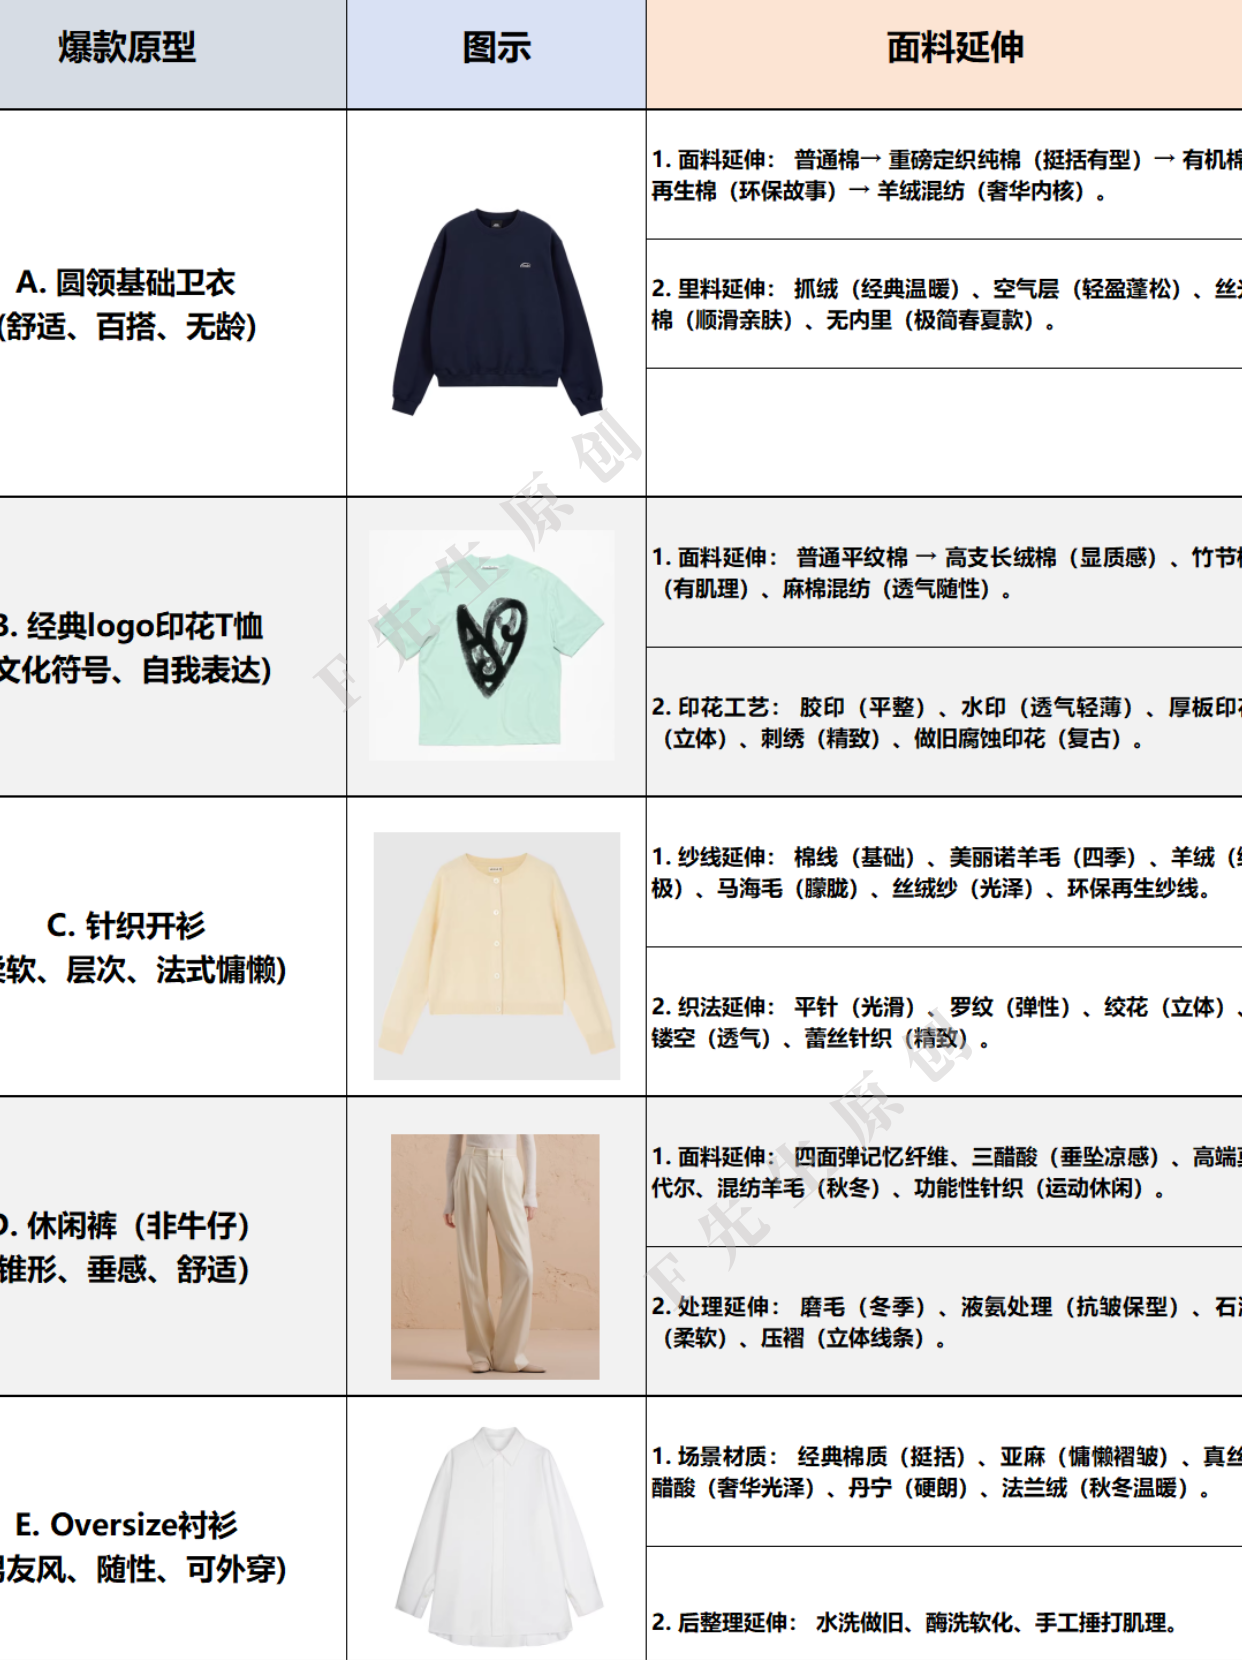 爆款原型
图示
面料延伸
A. 圆领基础卫衣
(舒适、百搭、无龄)
1. 面料延伸： 普通棉→ 重磅定织纯棉（挺括有型）→ 有机棉
再生棉（环保故事）→ 羊绒混纺（奢华内核）。
2. 里料延伸： 抓绒（经典温暖）、空气层（轻盈蓬松）、丝
棉（顺滑亲肤）、无内里（极简春夏款）。
B. 经典logo印花T恤
文化符号、自我表达)
1. 面料延伸： 普通平纹棉 → 高支长绒棉（显质感）、竹节
（有肌理）、麻棉混纺（透气随性）。
2. 印花工艺： 胶印（平整）、水印（透气轻薄）、厚板印花
（立体）、刺绣（精致）、做旧腐蚀印花（复古）。
C. 针织开衫
柔软、层次、法式慵懒)
1. 纱线延伸： 棉线（基础）、美丽诺羊毛（四季）、羊绒（
极）、马海毛（朦胧）、丝绒纱（光泽）、环保再生纱线。
2. 织法延伸： 平针（光滑）、罗纹（弹性）、绞花（立体）、
镂空（透气）、蕾丝针织（精致）。
D. 休闲裤（非牛仔）
锥形、垂感、舒适）
1. 面料延伸： 四面弹记忆纤维、三醋酸（垂坠凉感）、高端
代尔、混纺羊毛（秋冬）、功能性针织（运动休闲）。
2. 处理延伸： 磨毛（冬季）、液氨处理（抗皱保型）、石
（柔软）、压褶（立体线条）。
E. Oversize衬衫
男友风、随性、可外穿)
1. 场景材质： 经典棉质（挺括）、亚麻（慵懒褶皱）、真丝
醋酸（奢华光泽）、丹宁（硬朗）、法兰绒（秋冬温暖）。
2. 后整理延伸： 水洗做旧、酶洗软化、手工捶打肌理。
F先生原创
F先生原创